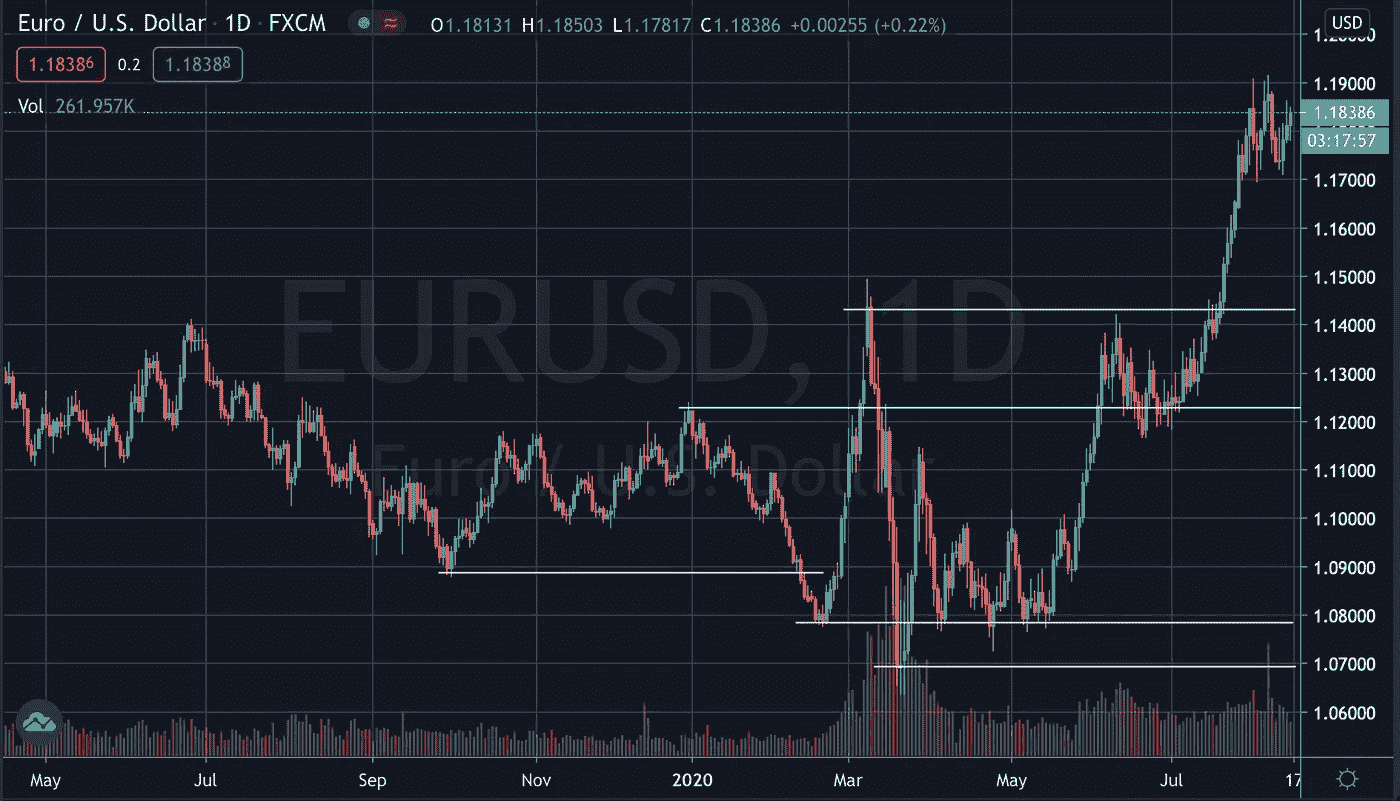 Euro / U.S. Dollar · 1D · FXCM O1.18131 H1.18503 L1.17817 C1.18386 +0.00255 (+0.22%)
1.18386 0.2 1.18388
Vol 261.957K
USD
1.19000
1.18386
03:17:57
1.17000
1.16000
1.15000
1.14000
1.13000
1.12000
1.11000
1.10000
1.09000
1.08000
1.07000
1.06000
EURUSD, 1D
Euro / U.S. Dollar
May Jul Sep Nov 2020 Mar May Jul 17